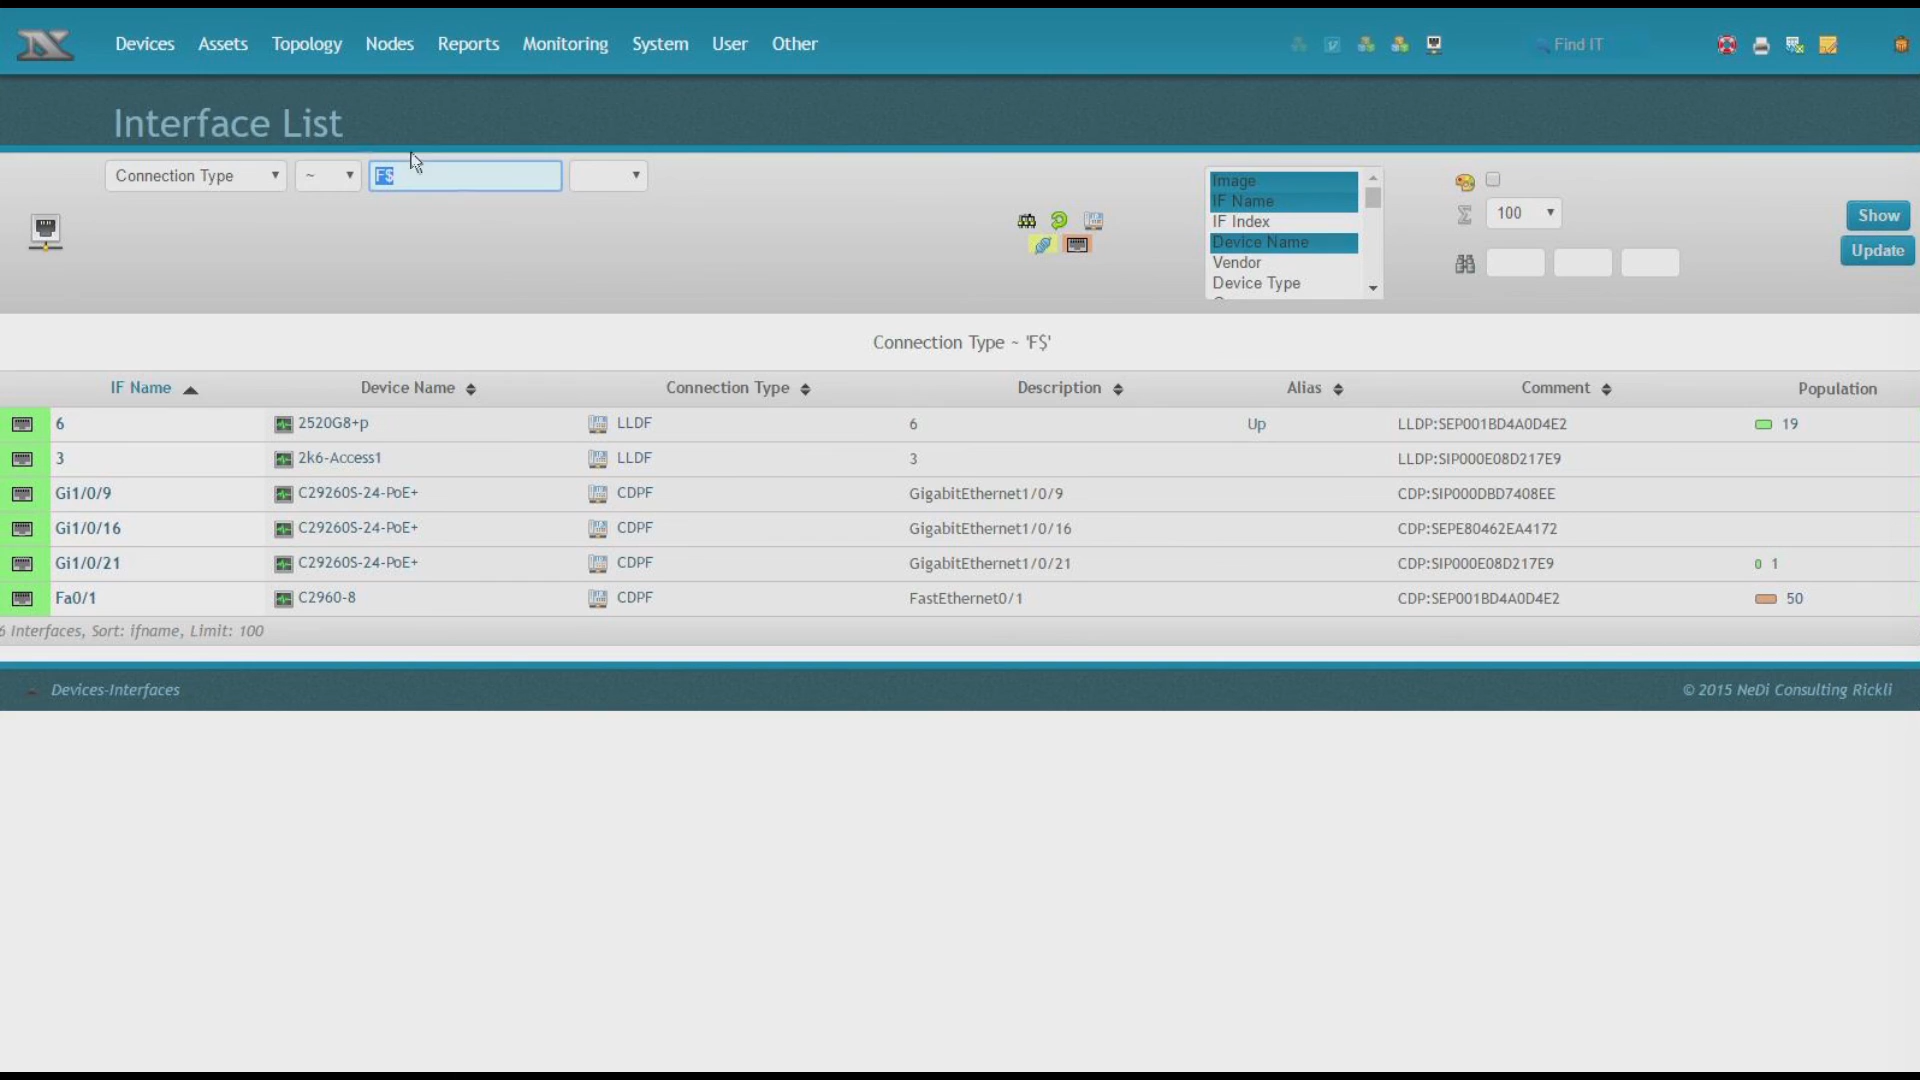 Devices Assets Topology Nodes Reports Monitoring System User Other Find IT
Interface List
Connection Type ~ F$
Image
IF Name
IF Index
Device Name
Vendor
Device Type
100
Show
Update
Connection Type ~ 'F$'
IF Name Device Name Connection Type Description Alias Comment Population
6 2520G8+p LLDF 6 Up LLDP:SEP001BD4A0D4E2 19
3 2k6-Access1 LLDF 3 LLDP:SIP000E08D217E9
Gi1/0/9 C2926OS-24-PoE+ CDPF GigabitEthernet1/0/9 CDP:SIP000DBD7408EE
Gi1/0/16 C2926OS-24-PoE+ CDPF GigabitEthernet1/0/16 CDP:SEPE80462EA4172
Gi1/0/21 C2926OS-24-PoE+ CDPF GigabitEthernet1/0/21 CDP:SIP000E08D217E9 1
Fa0/1 C2960-8 CDPF FastEthernet0/1 CDP:SEP001BD4A0D4E2 50
6 Interfaces, Sort: ifname, Limit: 100
Devices-Interfaces © 2015 NeDi Consulting Rickli